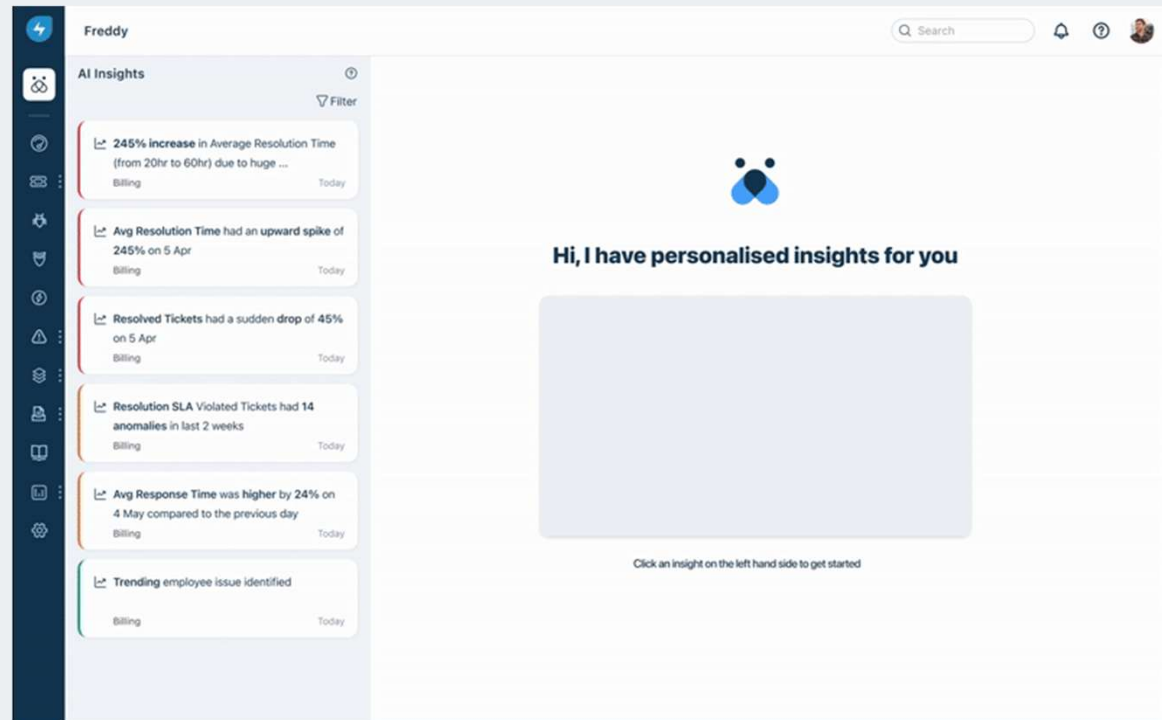 Freddy
Search
AI Insights
Filter
245% increase in Average Resolution Time
(from 20hr to 60hr) due to huge ...
Billing Today
Avg Resolution Time had an upward spike of
245% on 5 Apr
Billing Today
Resolved Tickets had a sudden drop of 45%
on 5 Apr
Billing Today
Resolution SLA Violated Tickets had 14
anomalies in last 2 weeks
Billing Today
Avg Response Time was higher by 24% on
4 May compared to the previous day
Billing Today
Trending employee issue identified
Billing Today
Hi, I have personalised insights for you
Click an insight on the left hand side to get started